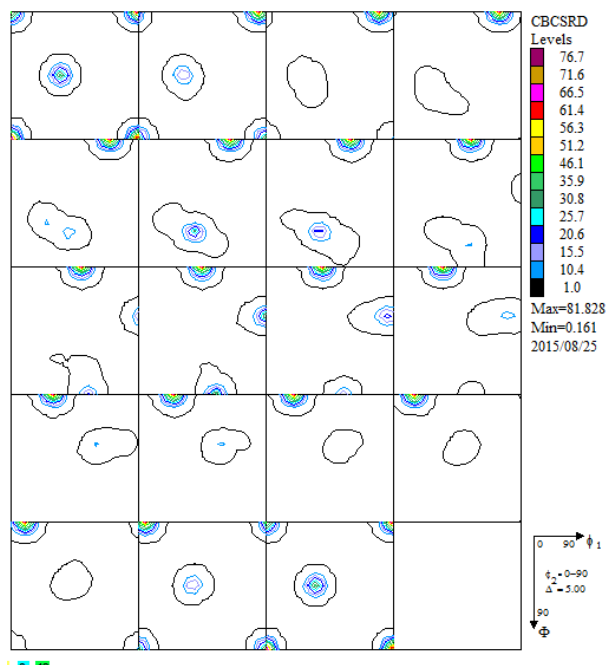 CBCSRD
Levels
76.7
71.6
66.5
61.4
56.3
51.2
46.1
35.9
30.8
25.7
20.6
15.5
10.4
1.0
Max=81.828
Min=0.161
2015/08/25
0 90 ϕ1
ϕ2=0-90
Δ=5.00
90
Φ